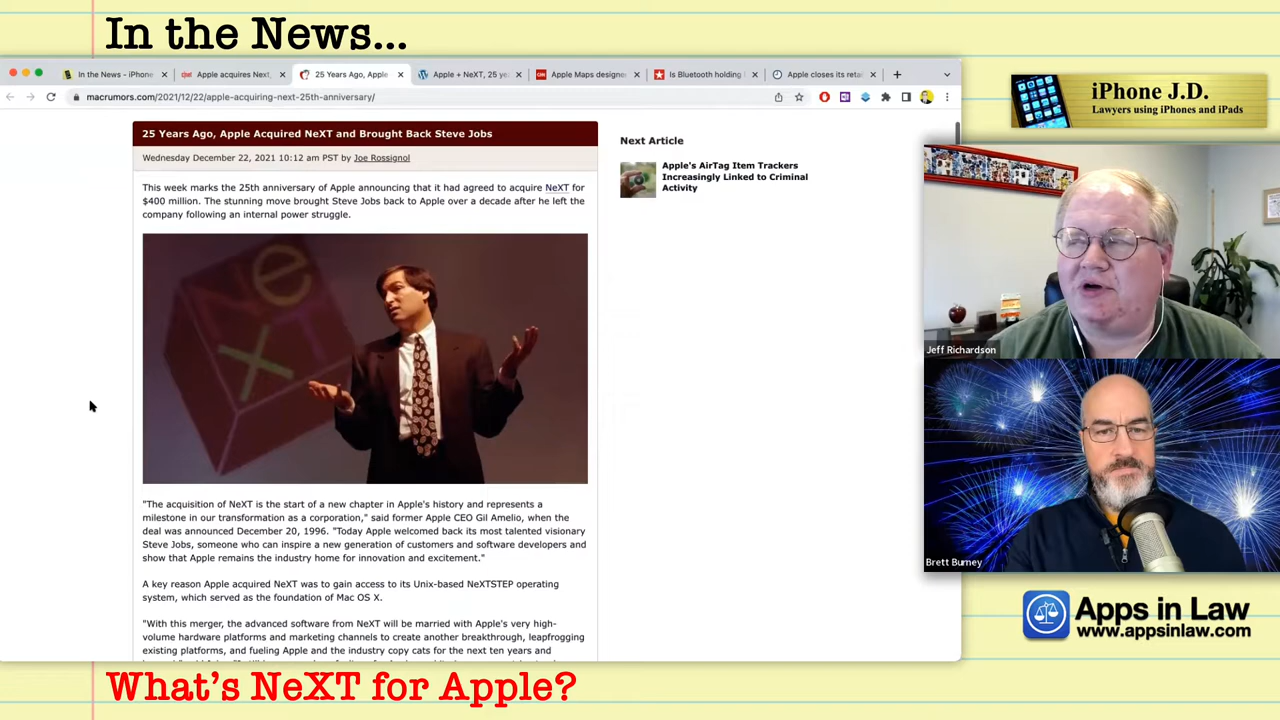 In the News...
In the News - iPhone
Apple acquires Next,
25 Years Ago, Apple
Apple + NeXT, 25 ye
Apple Maps designe
Is Bluetooth holding
Apple closes its reta
macrumors.com/2021/12/22/apple-acquiring-next-25th-anniversary/
25 Years Ago, Apple Acquired NeXT and Brought Back Steve Jobs
Wednesday December 22, 2021 10:12 am PST by Joe Rossignol
This week marks the 25th anniversary of Apple announcing that it had agreed to acquire NeXT for
$400 million. The stunning move brought Steve Jobs back to Apple over a decade after he left the
company following an internal power struggle.
e
X T
"The acquisition of NeXT is the start of a new chapter in Apple's history and represents a
milestone in our transformation as a corporation," said former Apple CEO Gil Amelio, when the
deal was announced December 20, 1996. "Today Apple welcomed back its most talented visionary
Steve Jobs, someone who can inspire a new generation of customers and software developers and
show that Apple remains the industry home for innovation and excitement."
A key reason Apple acquired NeXT was to gain access to its Unix-based NeXTSTEP operating
system, which served as the foundation of Mac OS X.
"With this merger, the advanced software from NeXT will be married with Apple's very high-
volume hardware platforms and marketing channels to create another breakthrough, leapfrogging
existing platforms, and fueling Apple and the industry copy cats for the next ten years and
Next Article
Apple's AirTag Item Trackers
Increasingly Linked to Criminal
Activity
iPhone J.D.
Lawyers using iPhones and iPads
Jeff Richardson
Brett Burney
Apps in Law
www.appsinlaw.com
What's NeXT for Apple?